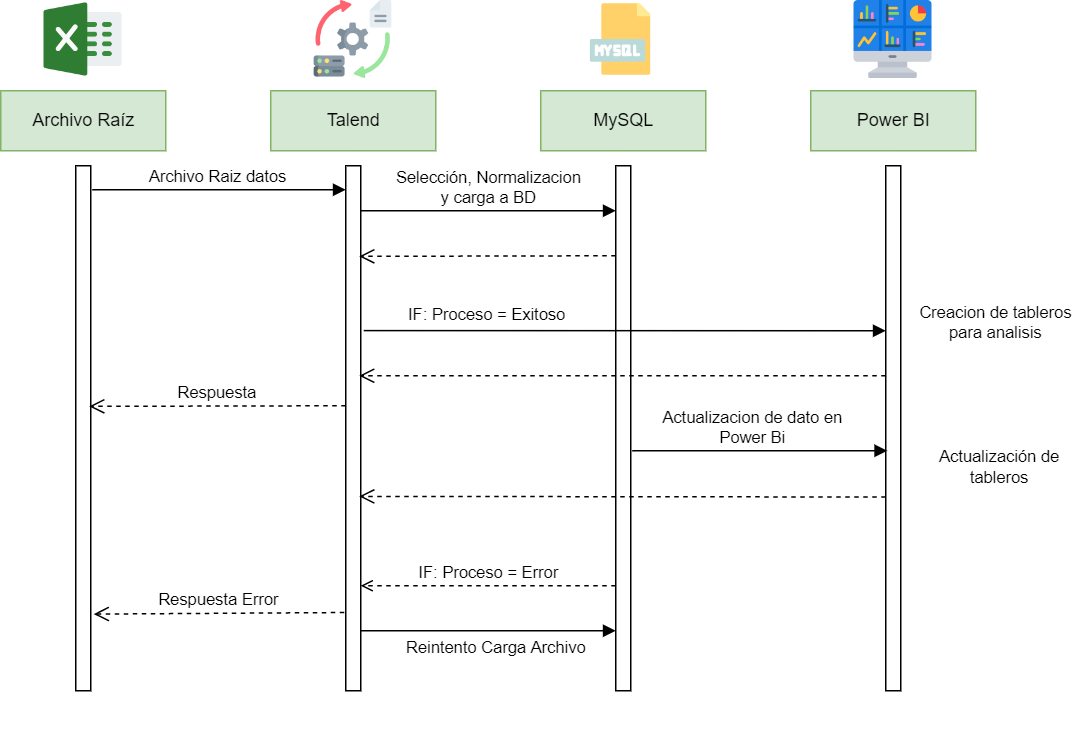 X
MYSQL
Archivo Raíz
Talend
MySQL
Power BI
Archivo Raiz datos
Selección, Normalizacion
y carga a BD
IF: Proceso = Exitoso
Creacion de tableros
para analisis
Respuesta
Actualizacion de dato en
Power Bi
Actualización de
tableros
IF: Proceso = Error
Respuesta Error
Reintento Carga Archivo